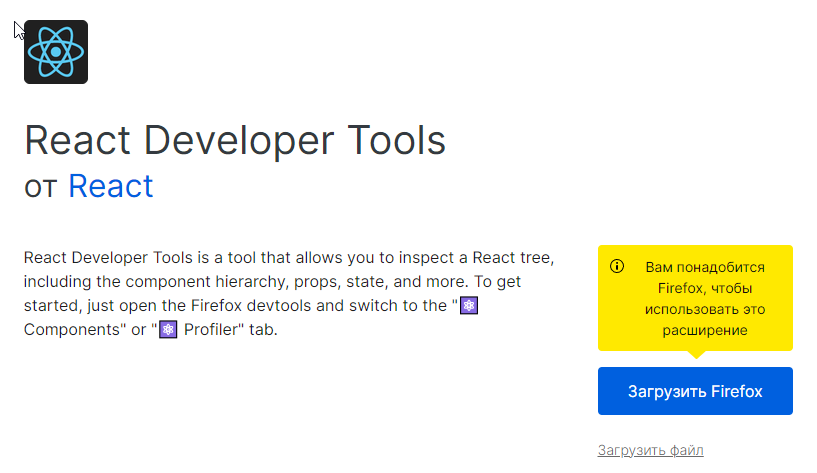 React Developer Tools
от React
React Developer Tools is a tool that allows you to inspect a React tree,
including the component hierarchy, props, state, and more. To get
started, just open the Firefox devtools and switch to the "⚛
Components" or "⚛ Profiler" tab.
Вам понадобится
Firefox, чтобы
использовать это
расширение
Загрузить Firefox
Загрузить файл